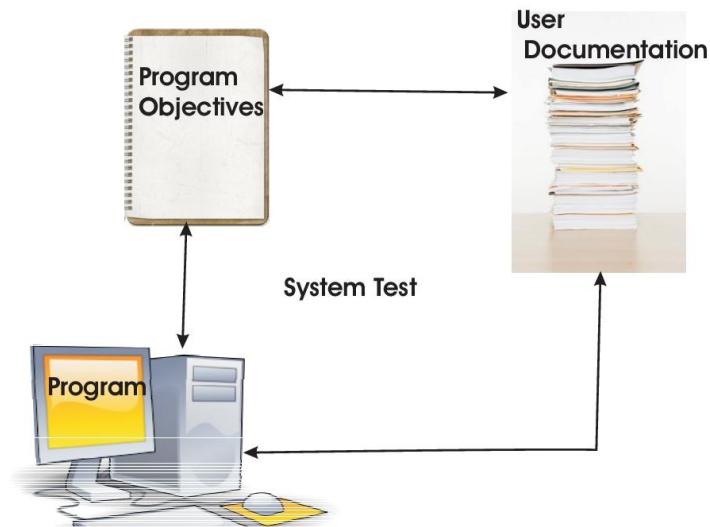 User
Documentation
Program
Objectives
System Test
Program